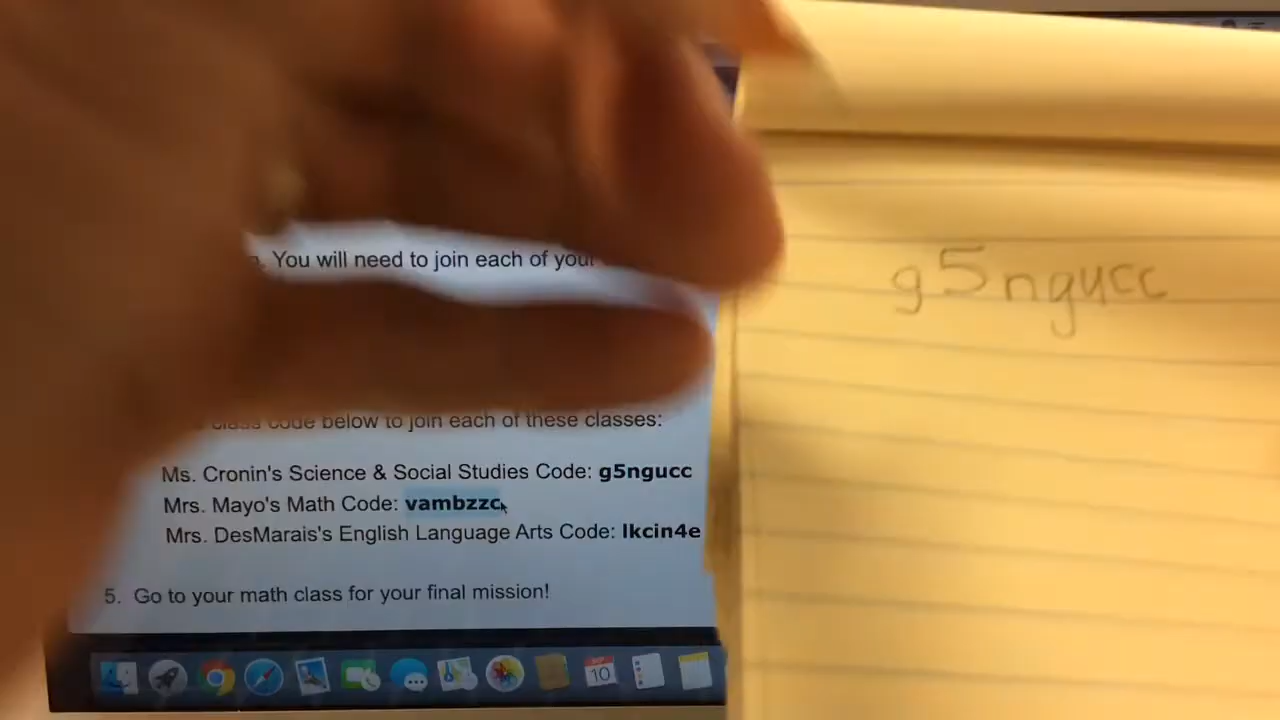 . You will need to join each of your
class code below to join each of these classes:
Ms. Cronin's Science & Social Studies Code: g5ngucc
Mrs. Mayo's Math Code: vambzzc
Mrs. DesMarais's English Language Arts Code: lkcin4e
5. Go to your math class for your final mission!
10
g5ngucc